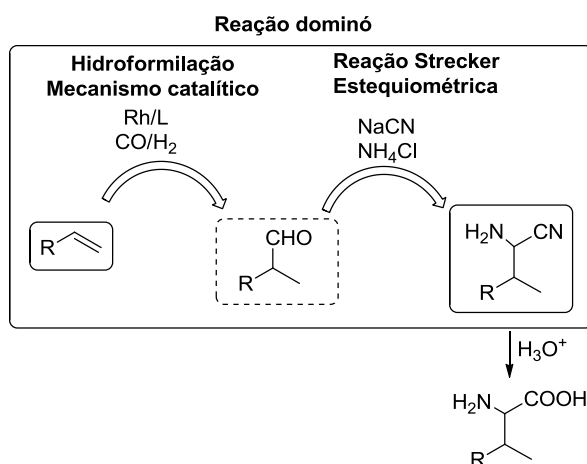 Reação dominó
Hidroformilação
Mecanismo catalítico
Reação Strecker
Estequiométrica
Rh/L
CO/H₂
NaCN
NH₄Cl
R
CHO
R
H₂N CN
R
H₃O⁺
H₂N COOH
R